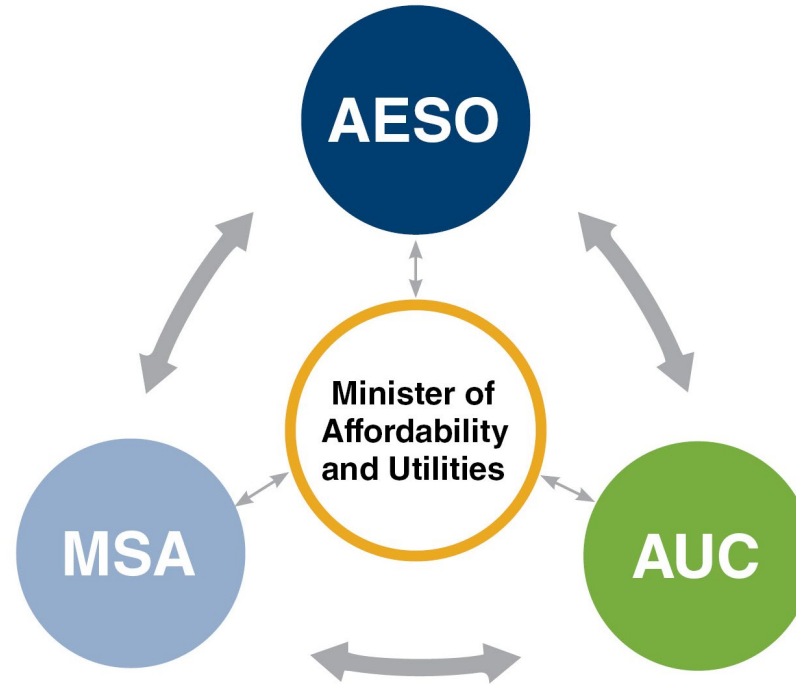 AESO
Minister of
Affordability
and Utilities
MSA
AUC